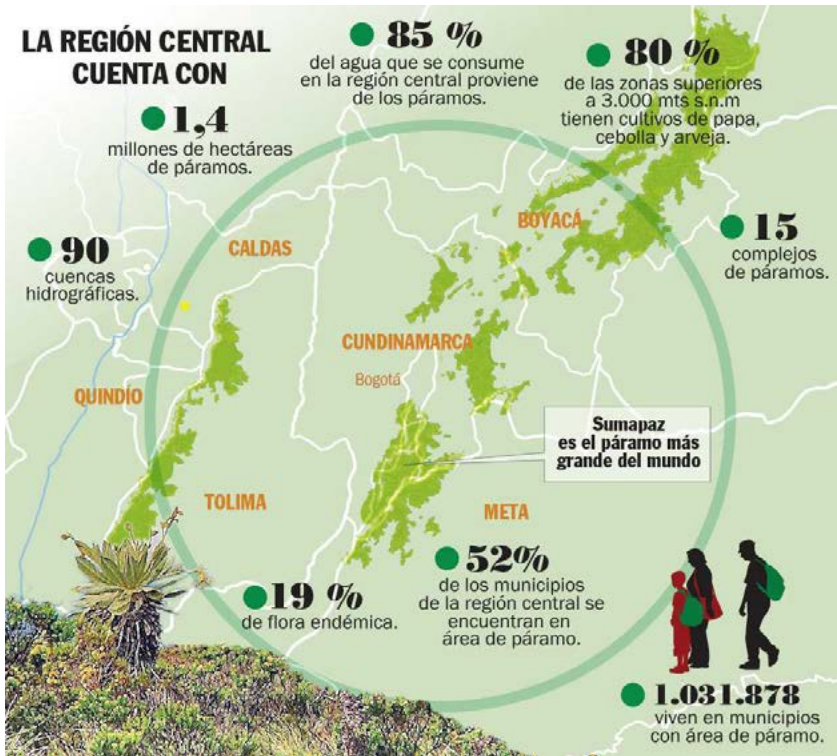 LA REGIÓN CENTRAL
CUENTA CON
85 %
del agua que se consume
en la región central proviene
de los páramos.
80 %
de las zonas superiores
a 3.000 mts s.n.m
tienen cultivos de papa,
cebolla y arveja.
1,4
millones de hectáreas
de páramos.
90
cuencas
hidrográficas.
CALDAS
BOYACÁ
15
complejos
de páramos.
CUNDINAMARCA
Bogotá
QUINDÍO
Sumapaz
es el páramo más
grande del mundo
TOLIMA
META
19 %
de flora endémica.
52%
de los municipios
de la región central se
encuentran en
área de páramo.
1.031.878
viven en municipios
con área de páramo.